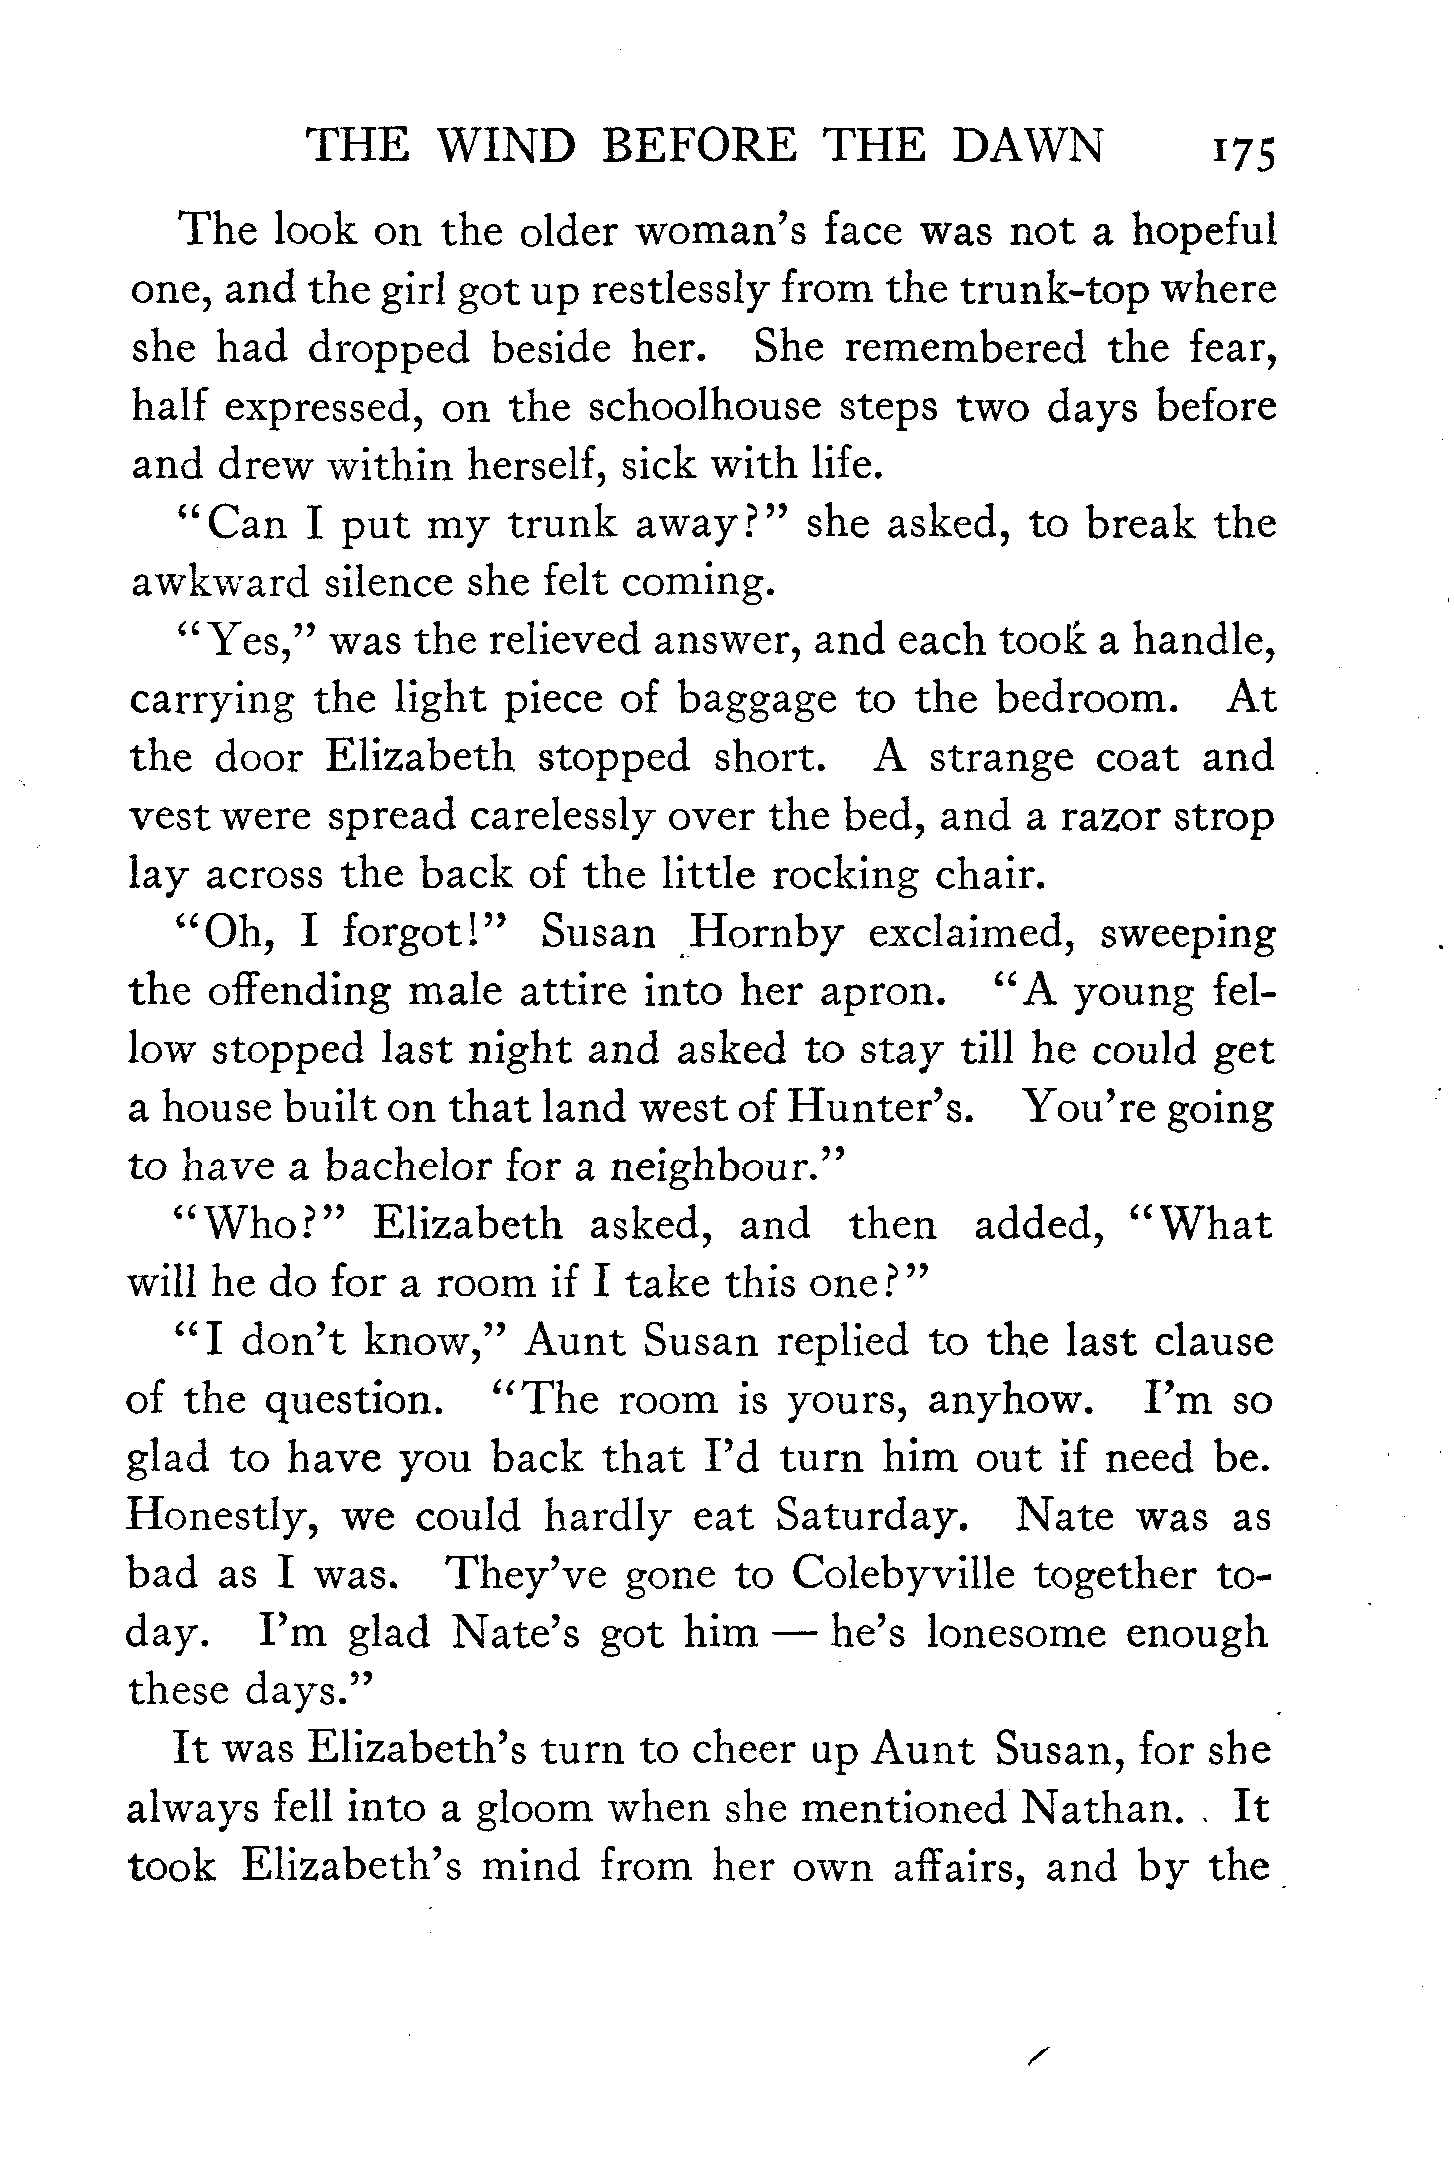 THE WIND BEFORE THE DAWN 175
The look on the older woman's face was not a hopeful
one, and the girl got up restlessly from the trunk-top where
she had dropped beside her. She remembered the fear,
half expressed, on the schoolhouse steps two days before
and drew within herself, sick with life.
"Can I put my trunk away?" she asked, to break the
awkward silence she felt coming.
"Yes," was the relieved answer, and each took a handle,
carrying the light piece of baggage to the bedroom. At
the door Elizabeth stopped short. A strange coat and
vest were spread carelessly over the bed, and a razor strop
lay across the back of the little rocking chair.
"Oh, I forgot!" Susan Hornby exclaimed, sweeping
the offending male attire into her apron. "A young fel-
low stopped last night and asked to stay till he could get
a house built on that land west of Hunter's. You're going
to have a bachelor for a neighbour."
"Who?" Elizabeth asked, and then added, "What
will he do for a room if I take this one?"
"I don't know," Aunt Susan replied to the last clause
of the question. "The room is yours, anyhow. I'm so
glad to have you back that I'd turn him out if need be.
Honestly, we could hardly eat Saturday. Nate was as
bad as I was. They've gone to Colebyville together to-
day. I'm glad Nate's got him — he's lonesome enough
these days."
It was Elizabeth's turn to cheer up Aunt Susan, for she
always fell into a gloom when she mentioned Nathan. It
took Elizabeth's mind from her own affairs, and by the